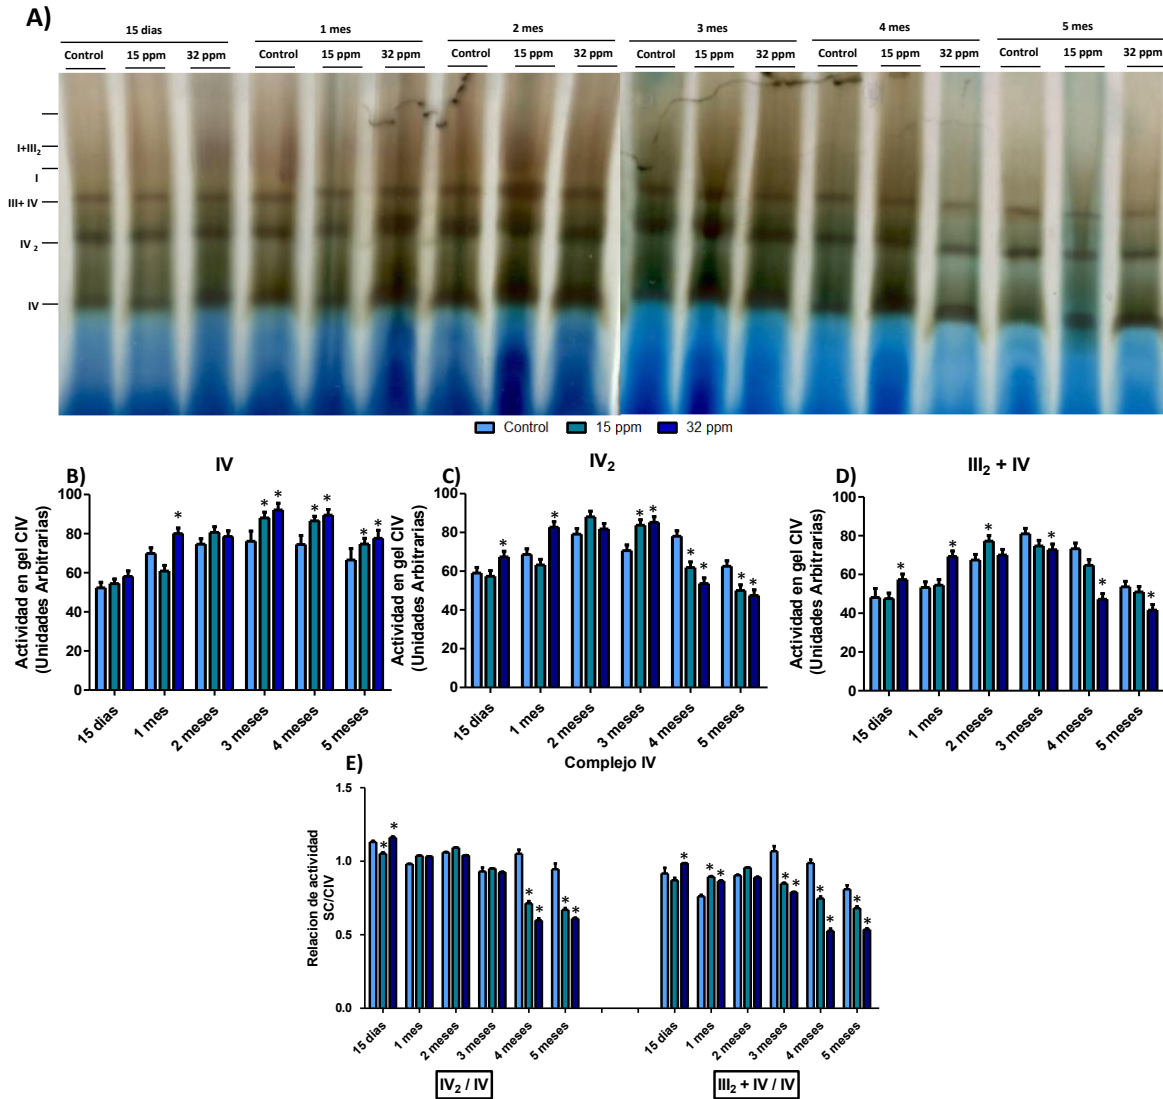 A)
15 dias 1 mes 2 mes 3 mes 4 mes 5 mes
Control 15 ppm 32 ppm Control 15 ppm 32 ppm Control 15 ppm 32 ppm Control 15 ppm 32 ppm Control 15 ppm 32 ppm Control 15 ppm 32 ppm
I+III2
I
III+ IV
IV 2
IV
Control 15 ppm 32 ppm
B)
IV
Actividad en gel CIV
(Unidades Arbitrarias)
100
80
60
40
20
0
* * * * * * *
15 dias 1 mes 2 meses 3 meses 4 meses 5 meses
C)
IV2
Actividad en gel CIV
(Unidades Arbitrarias)
100
80
60
40
20
0
* * * * * * * *
15 dias 1 mes 2 meses 3 meses 4 meses 5 meses
D)
III2 + IV
Actividad en gel CIV
(Unidades Arbitrarias)
100
80
60
40
20
0
* * * * * *
15 dias 1 mes 2 meses 3 meses 4 meses 5 meses
E)
Complejo IV
Relacion de actividad
SC/CIV
1.5
1.0
0.5
0.0
* * * * * * * * * * * * * * *
15 dias 1 mes 2 meses 3 meses 4 meses 5 meses 15 dias 1 mes 2 meses 3 meses 4 meses 5 meses
IV2 / IV III2 + IV / IV